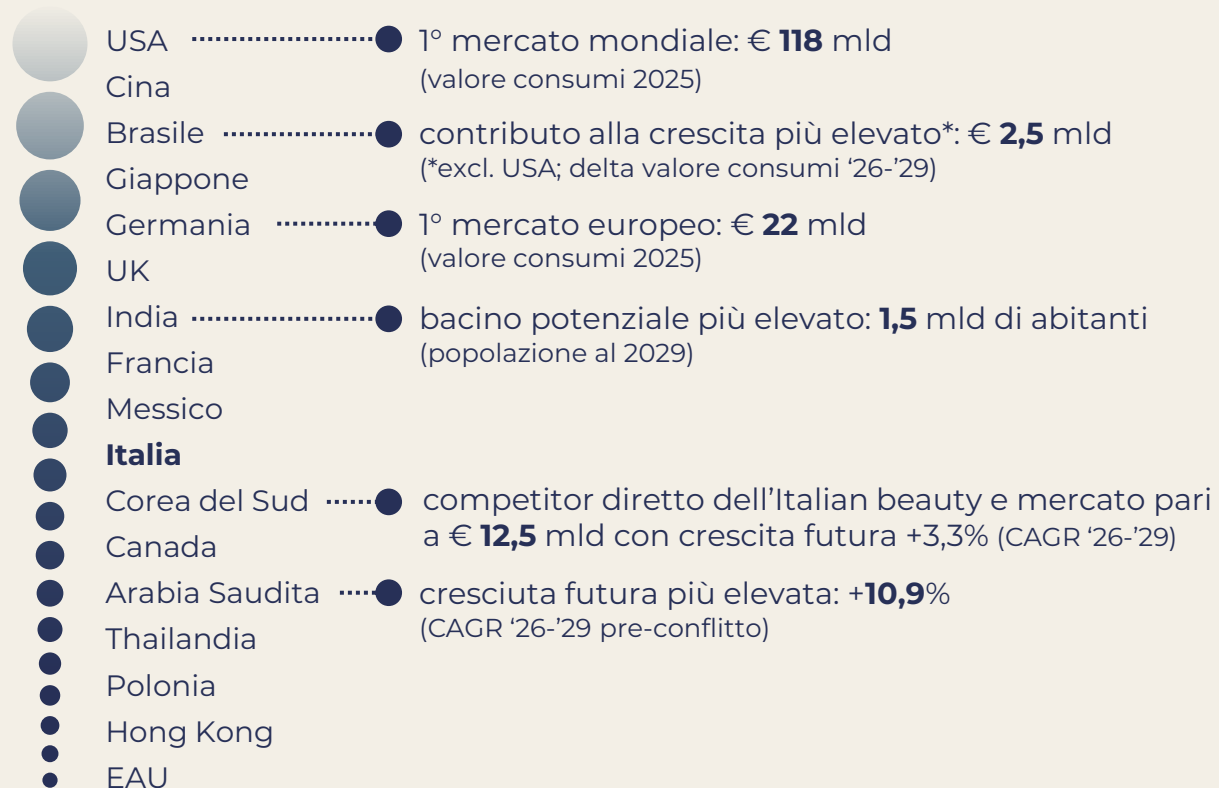 USA 1° mercato mondiale: € 118 mld
(valore consumi 2025)
Cina
Brasile contributo alla crescita più elevato*: € 2,5 mld
(*excl. USA; delta valore consumi ‘26-’29)
Giappone
Germania 1° mercato europeo: € 22 mld
(valore consumi 2025)
UK
India bacino potenziale più elevato: 1,5 mld di abitanti
(popolazione al 2029)
Francia
Messico
Italia
Corea del Sud competitor diretto dell’Italian beauty e mercato pari
a € 12,5 mld con crescita futura +3,3% (CAGR ‘26-’29)
Canada
Arabia Saudita cresciuta futura più elevata: +10,9%
(CAGR ‘26-’29 pre-conflitto)
Thailandia
Polonia
Hong Kong
EAU